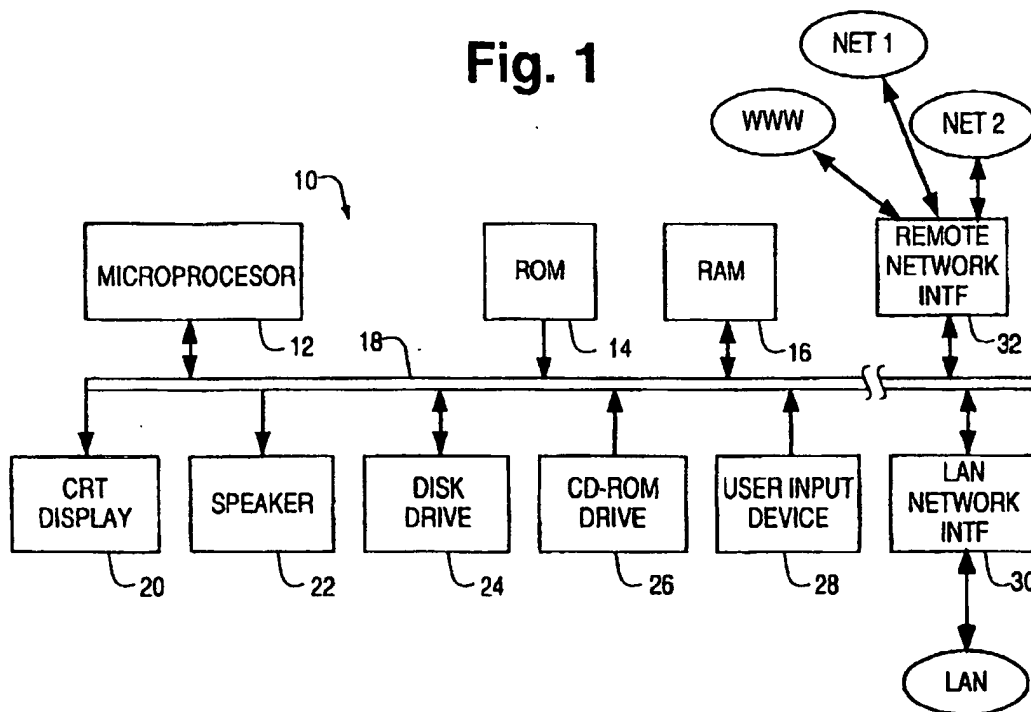 Fig. 1
NET 1
WWW
NET 2
10
MICROPROCESOR
ROM
RAM
REMOTE
NETWORK
INTF
12
18
14
16
32
CRT
DISPLAY
SPEAKER
DISK
DRIVE
CD-ROM
DRIVE
USER INPUT
DEVICE
LAN
NETWORK
INTF
20
22
24
26
28
30
LAN